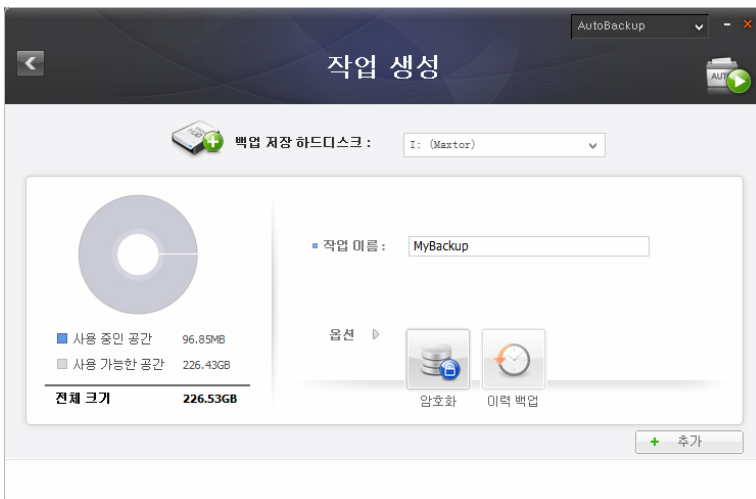 AutoBackup
작업 생성
AUTO
백업 저장 하드디스크 :
I: (Maxtor)
작업 이름 :
MyBackup
사용 중인 공간 96.85MB
사용 가능한 공간 226.43GB
전체 크기 226.53GB
옵션
암호화
이력 백업
+ 추가